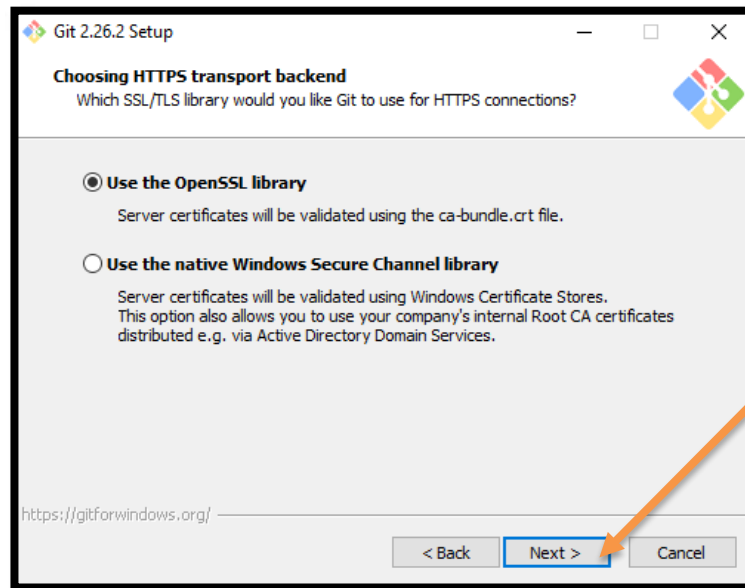 Git 2.26.2 Setup
Choosing HTTPS transport backend
Which SSL/TLS library would you like Git to use for HTTPS connections?
Use the OpenSSL library
Server certificates will be validated using the ca-bundle.crt file.
Use the native Windows Secure Channel library
Server certificates will be validated using Windows Certificate Stores.
This option also allows you to use your company's internal Root CA certificates
distributed e.g. via Active Directory Domain Services.
https://gitforwindows.org/
< Back Next > Cancel